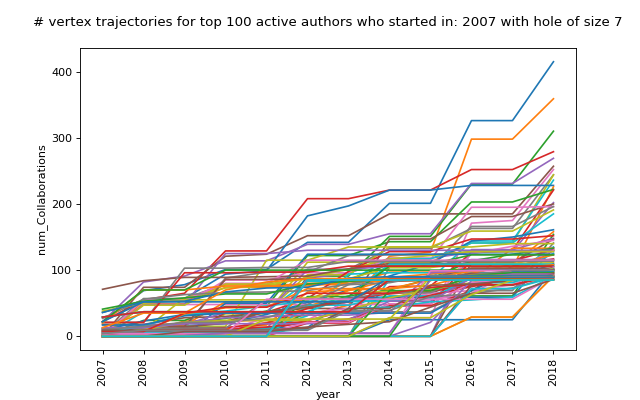 # vertex trajectories for top 100 active authors who started in: 2007 with hole of size 7
400
300
200
100
0
num_Collaborations
2007 2008 2009 2010 2011 2012 2013 2014 2015 2016 2017 2018
year